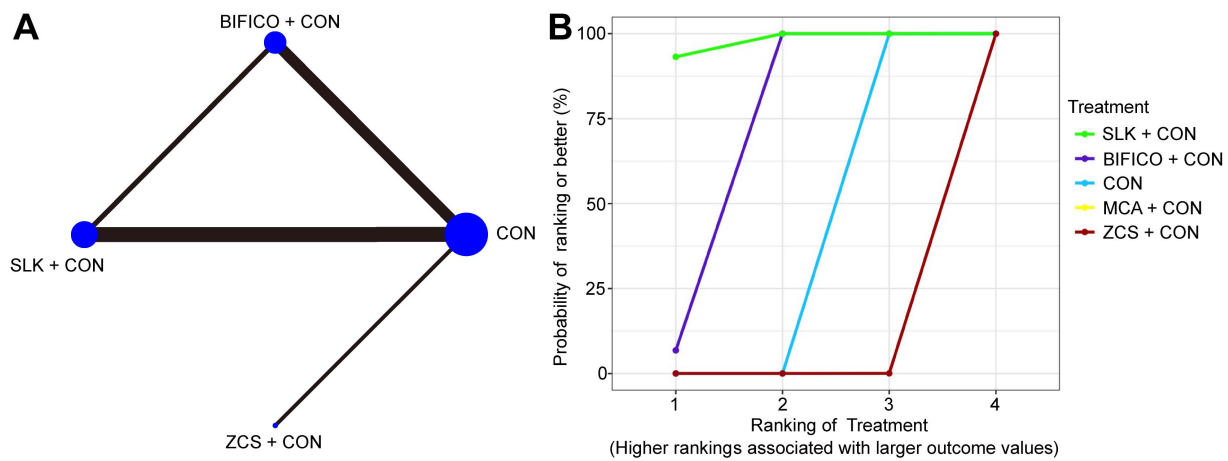 A
BIFICO + CON
SLK + CON
CON
ZCS + CON
B
Probability of ranking or better (%)
100
75
50
25
0
1 2 3 4
Ranking of Treatment
(Higher rankings associated with larger outcome values)
Treatment
SLK + CON
BIFICO + CON
CON
MCA + CON
ZCS + CON